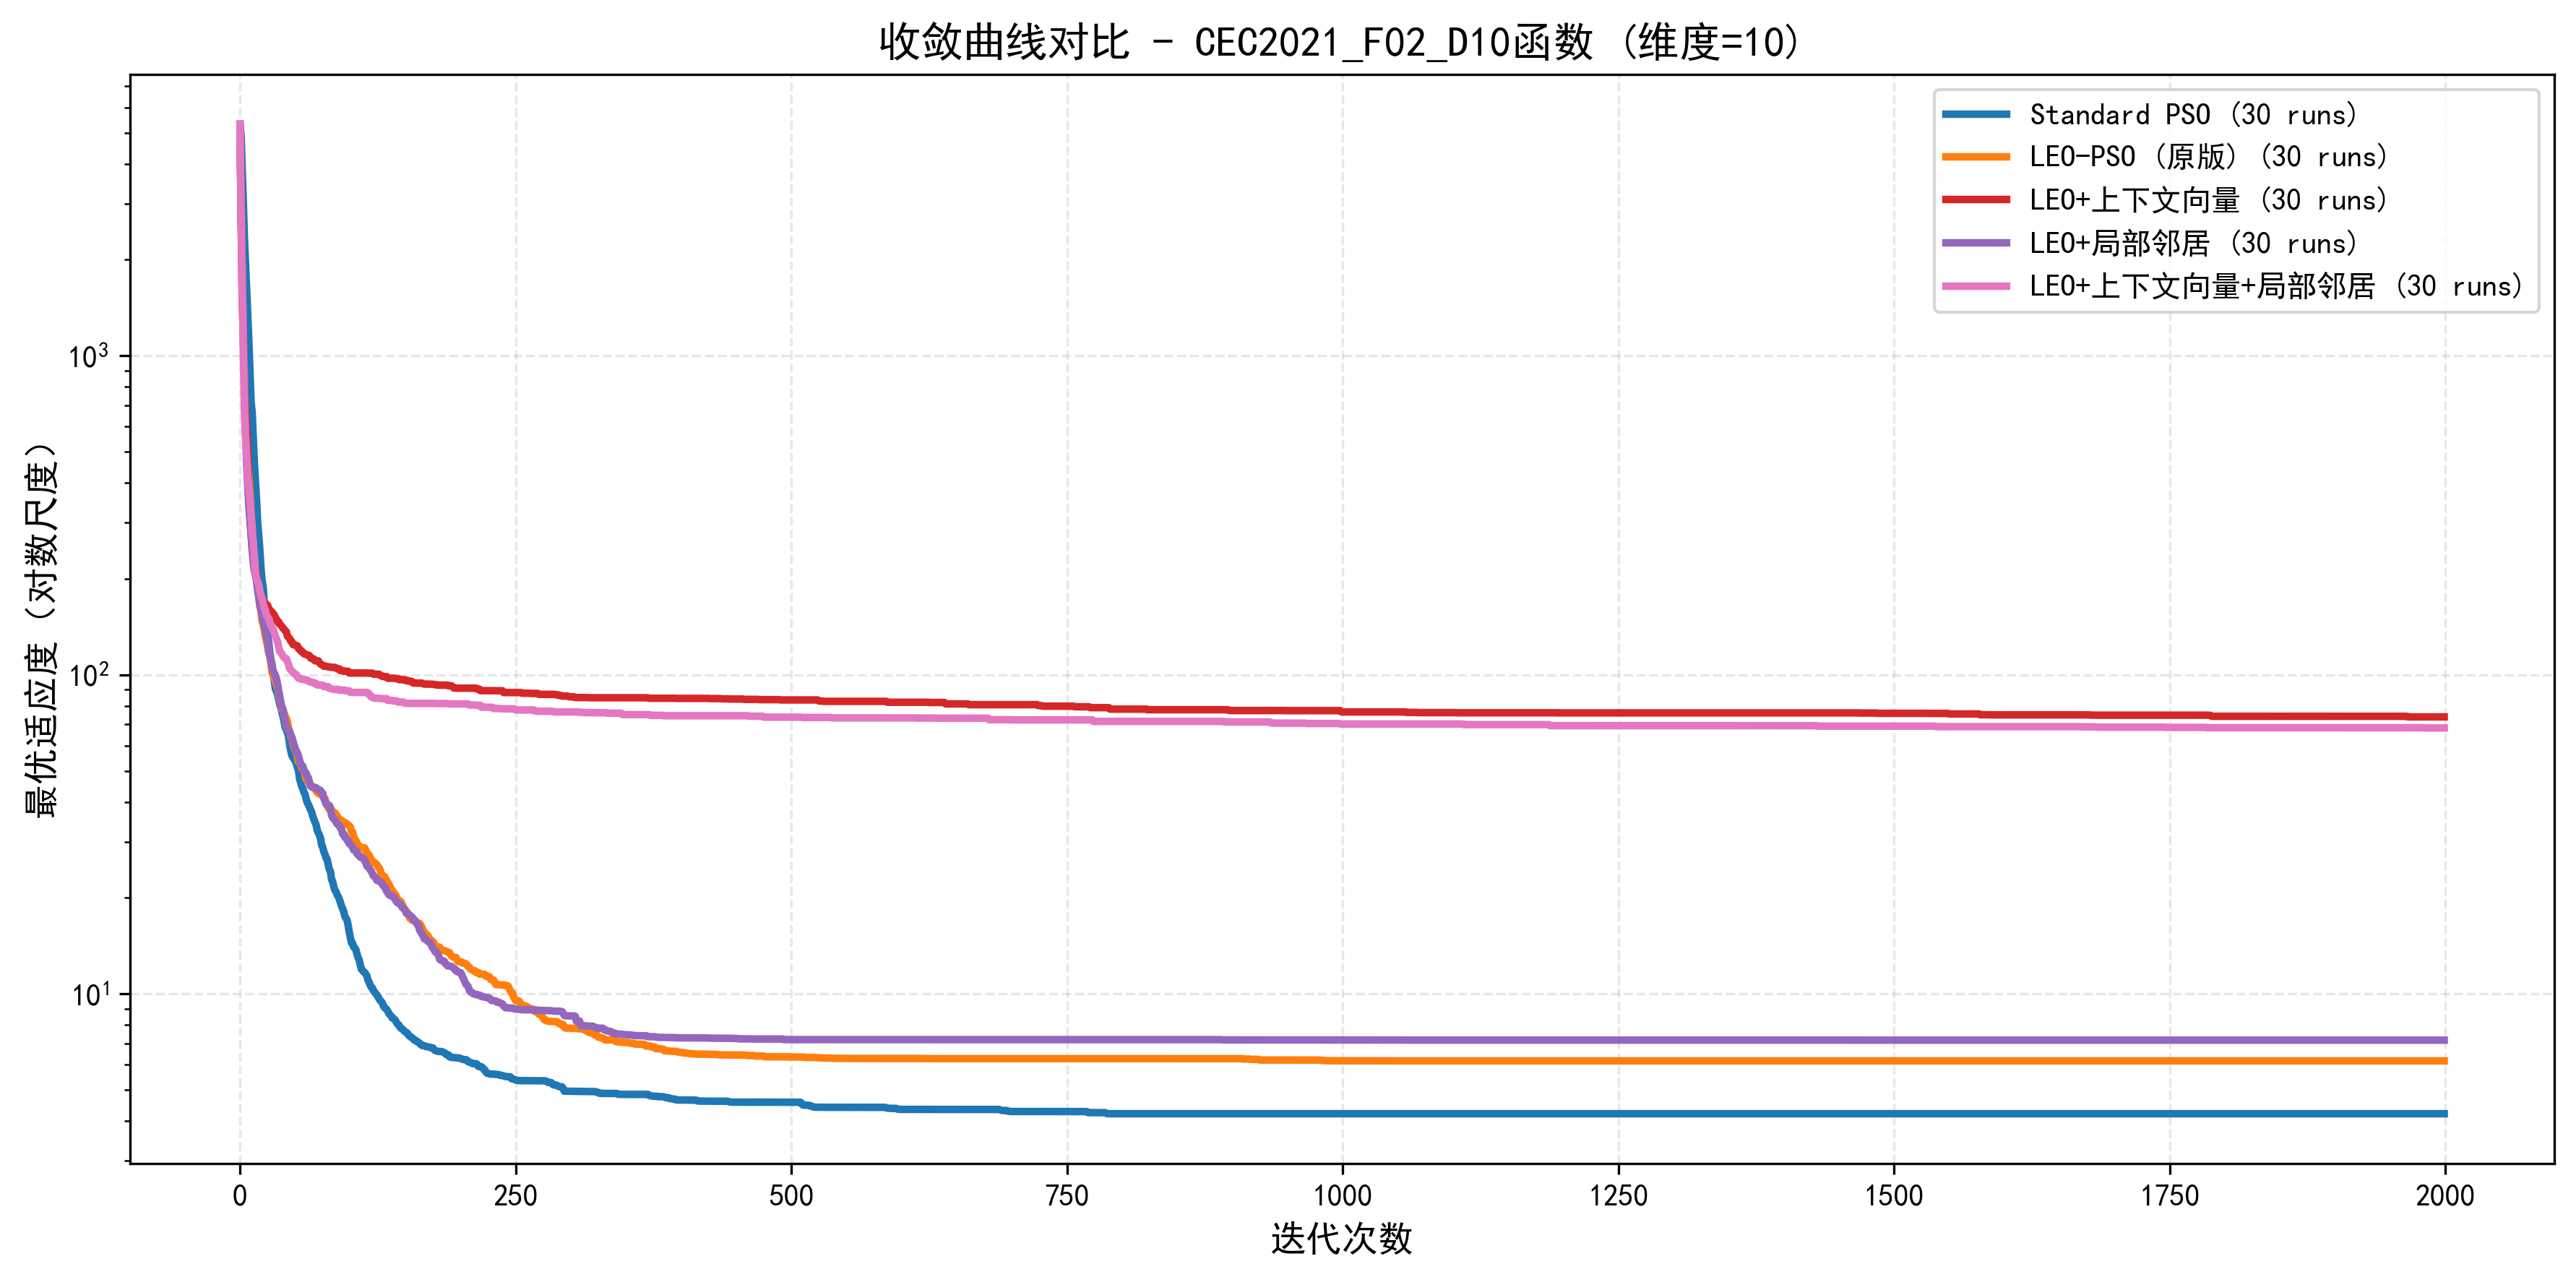 收敛曲线对比 - CEC2021_F02_D10函数 (维度=10)
Standard PSO (30 runs)
LEO-PSO (原版) (30 runs)
LEO+上下文向量 (30 runs)
LEO+局部邻居 (30 runs)
LEO+上下文向量+局部邻居 (30 runs)
最优适应度 (对数尺度)
10³
10²
10¹
0 250 500 750 1000 1250 1500 1750 2000
迭代次数